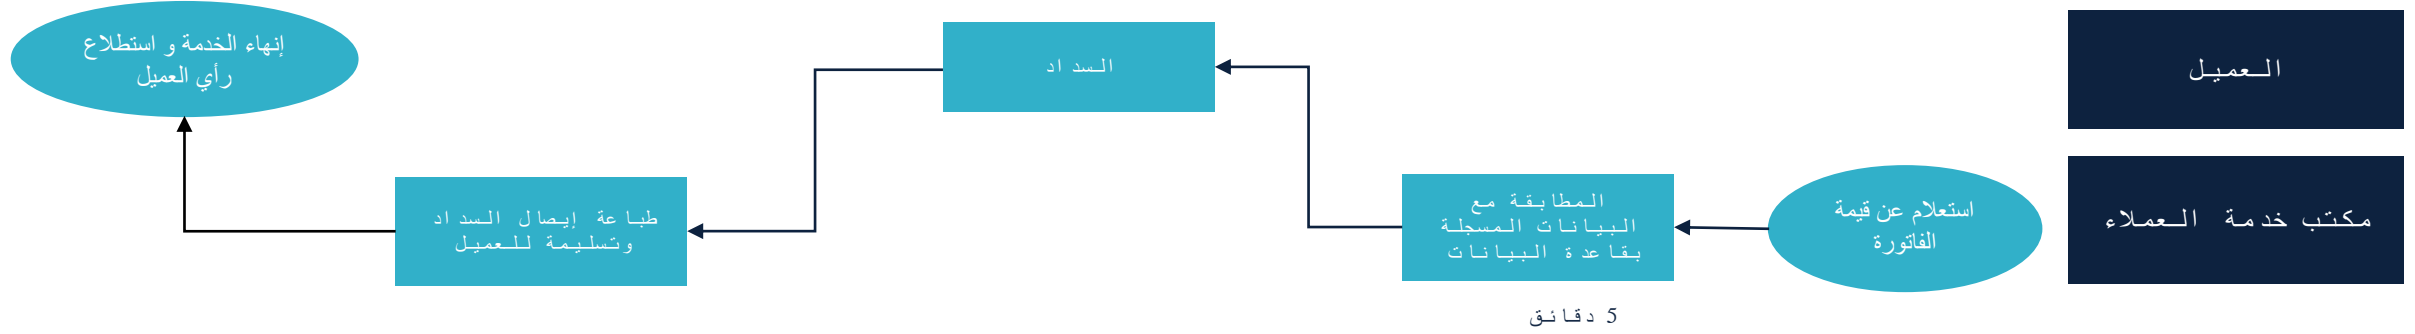 العميل
مكتب خدمة العملاء
استعلام عن قيمة
الفاتورة
المطابقة مع
البيانات المسجلة
بقاعدة البيانات
5 دقائق
السداد
طباعة إيصال السداد
وتسليمة للعميل
إنهاء الخدمة و استطلاع
رأي العميل